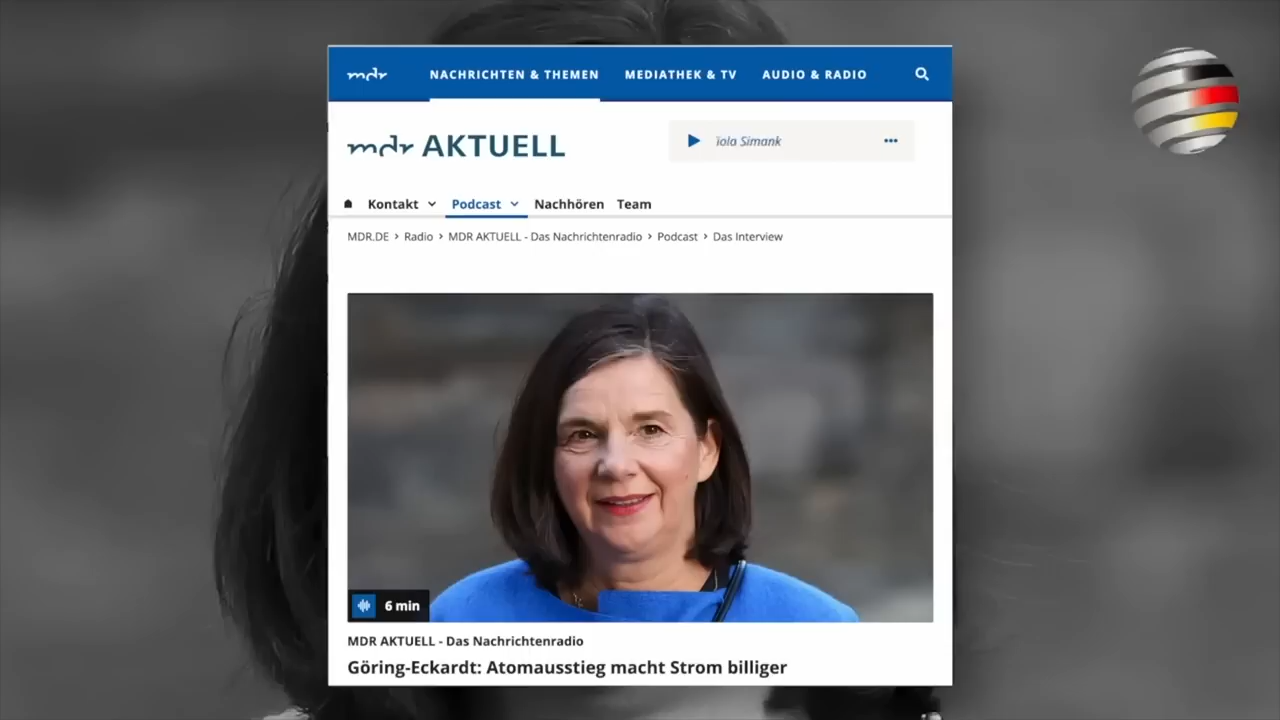 mdr NACHRICHTEN & THEMEN MEDIATHEK & TV AUDIO & RADIO
mdr AKTUELL
ïola Simank
Kontakt Podcast Nachhören Team
MDR.DE > Radio > MDR AKTUELL - Das Nachrichtenradio > Podcast > Das Interview
6 min
MDR AKTUELL - Das Nachrichtenradio
Göring-Eckardt: Atomausstieg macht Strom billiger